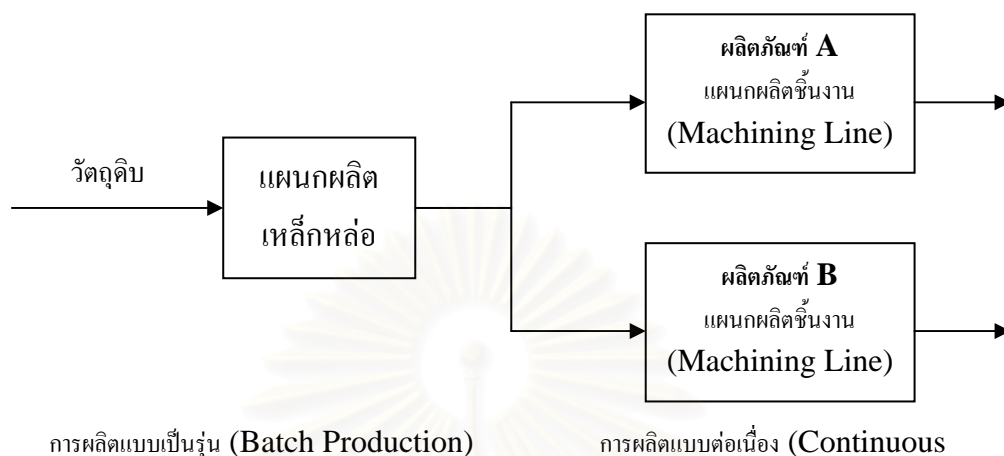 วัตถุดิบ
แผนกผลิต
เหล็กหล่อ
ผลิตภัณฑ์ A
แผนกผลิตชิ้นงาน
(Machining Line)
ผลิตภัณฑ์ B
แผนกผลิตชิ้นงาน
(Machining Line)
การผลิตแบบเป็นรุ่น (Batch Production)
การผลิตแบบต่อเนื่อง (Continuous